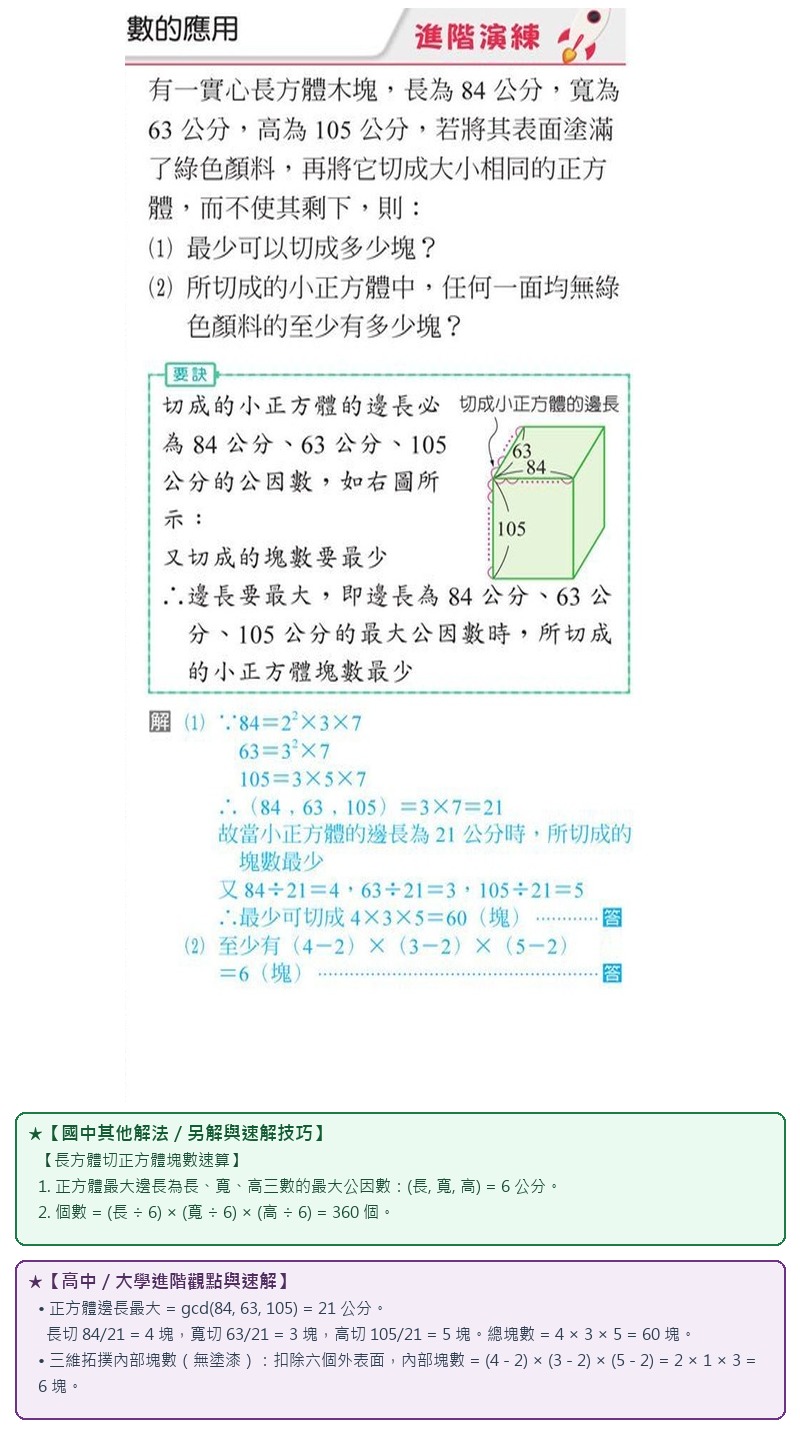 數的應用
進階演練
有一實心長方體木塊，長為 84 公分，寬為
63 公分，高為 105 公分，若將其表面塗滿
了綠色顏料，再將它切成大小相同的正方
體，而不使其剩下，則：
⑴ 最少可以切成多少塊？
⑵ 所切成的小正方體中，任何一面均無綠
色顏料的至少有多少塊？
要訣
切成的小正方體的邊長必
為 84 公分、63 公分、105
公分的公因數，如右圖所
示：
又切成的塊數要最少
∴邊長要最大，即邊長為 84 公分、63 公
分、105 公分的最大公因數時，所切成
的小正方體塊數最少
切成小正方體的邊長
63
84
105
解 ⑴ ∵84＝2²×3×7
63＝3²×7
105＝3×5×7
∴（84﹐63﹐105）＝3×7＝21
故當小正方體的邊長為 21 公分時，所切成的
塊數最少
又 84÷21＝4，63÷21＝3，105÷21＝5
∴最少可切成 4×3×5＝60（塊）…………答
⑵ 至少有（4－2）×（3－2）×（5－2）
＝6（塊）………………………………………………答
★【國中其他解法 / 另解與速解技巧】
【長方體切正方體塊數速算】
1. 正方體最大邊長為長、寬、高三數的最大公因數：(長, 寬, 高) = 6 公分。
2. 個數 = (長 ÷ 6) × (寬 ÷ 6) × (高 ÷ 6) = 360 個。
★【高中 / 大學進階觀點與速解】
• 正方體邊長最大 = gcd(84, 63, 105) = 21 公分。
長切 84/21 = 4 塊，寬切 63/21 = 3 塊，高切 105/21 = 5 塊。總塊數 = 4 × 3 × 5 = 60 塊。
• 三維拓撲內部塊數（無塗漆）：扣除六個外表面，內部塊數 = (4 - 2) × (3 - 2) × (5 - 2) = 2 × 1 × 3 =
6 塊。